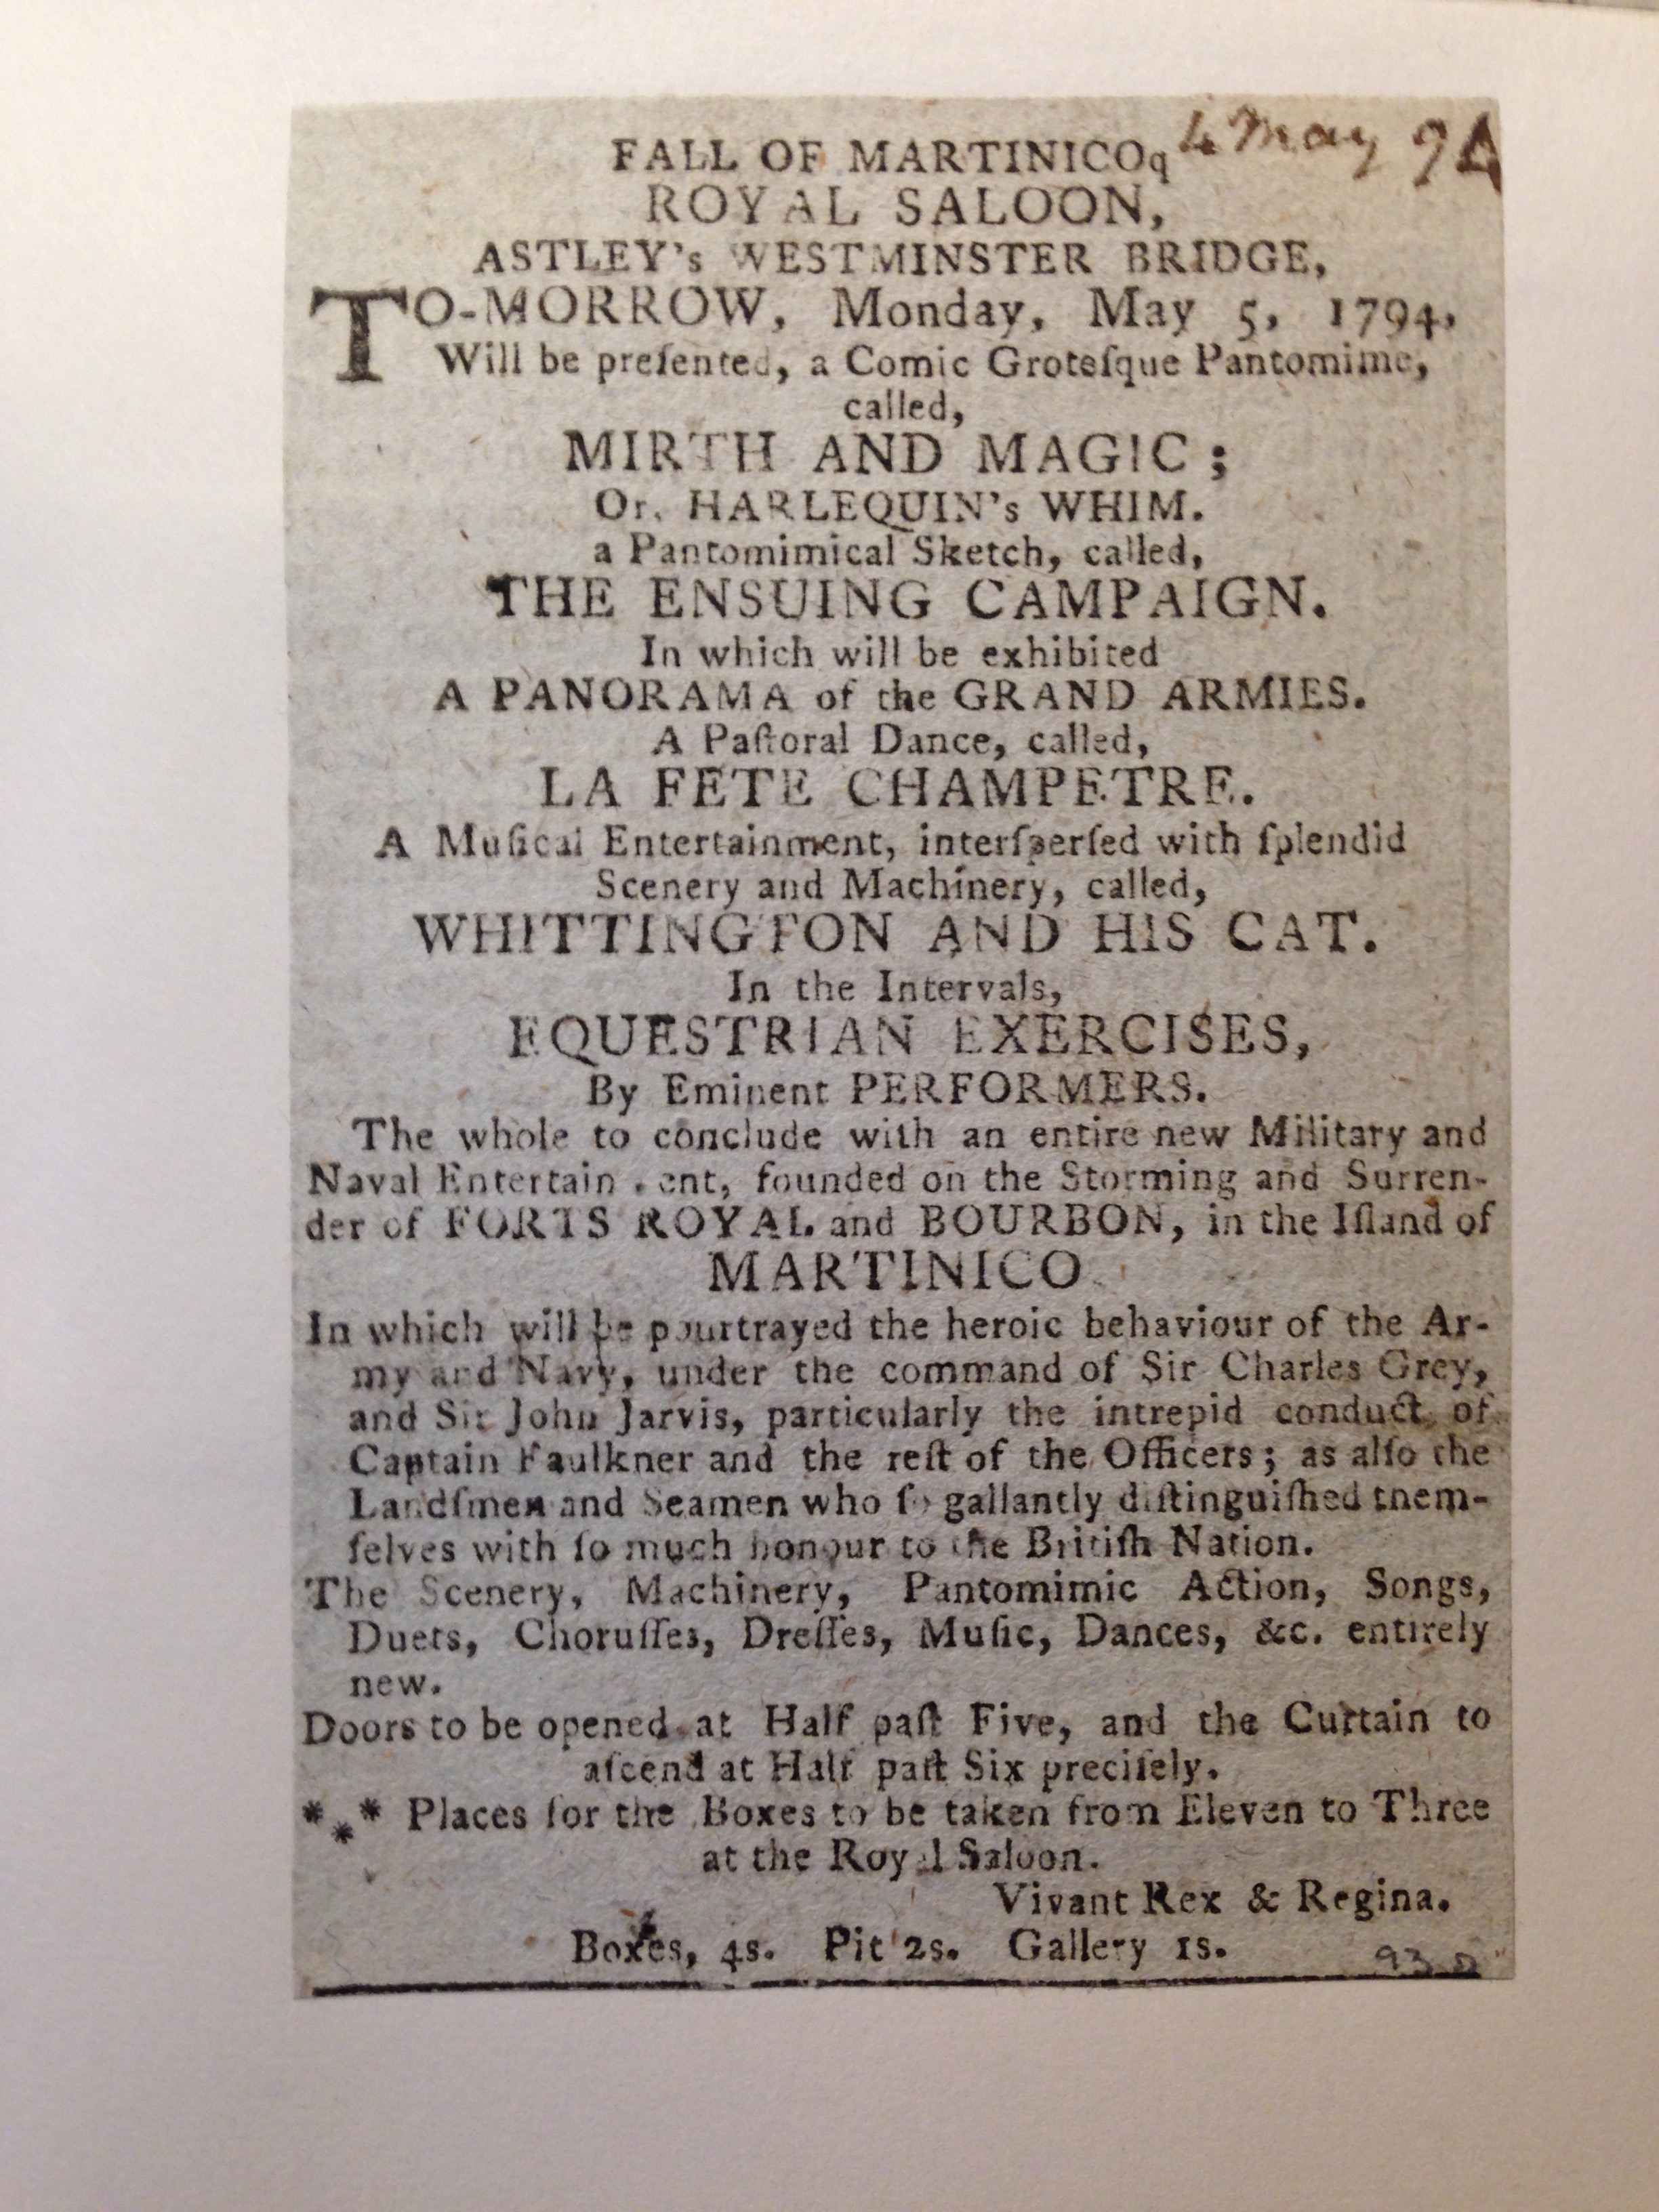 4 May 94
FALL OF MARTINICOq
ROYAL SALOON,
ASTLEY's WESTMINSTER BRIDGE,
TO-MORROW, Monday, May 5, 1794,
Will be preſented, a Comic Groteſque Pantomime,
called,
MIRTH AND MAGIC;
Or, HARLEQUIN's WHIM.
a Pantomimical Sketch, called,
THE ENSUING CAMPAIGN.
In which will be exhibited
A PANORAMA of the GRAND ARMIES.
A Paſtoral Dance, called,
LA FETE CHAMPETRE.
A Muſical Entertainment, interſperſed with ſplendid
Scenery and Machinery, called,
WHITTINGTON AND HIS CAT.
In the Intervals,
EQUESTRIAN EXERCISES,
By Eminent PERFORMERS.
The whole to conclude with an entire new Military and
Naval Entertain . ent, founded on the Storming and Surren-
der of FORTS ROYAL and BOURBON, in the Iſland of
MARTINICO
In which will be pourtrayed the heroic behaviour of the Ar-
my and Navy, under the command of Sir Charles Grey,
and Sir John Jarvis, particularly the intrepid conduct of
Captain Faulkner and the reſt of the Officers; as alſo the
Landſmen and Seamen who ſo gallantly diſtinguiſhed them-
ſelves with ſo much honour to the Britiſh Nation.
The Scenery, Machinery, Pantomimic Action, Songs,
Duets, Choruſſes, Dreſſes, Muſic, Dances, &c. entirely
new.
Doors to be opened at Half paſt Five, and the Curtain to
aſcend at Half paſt Six preciſely.
*** Places for the Boxes to be taken from Eleven to Three
at the Royal Saloon.
Vivant Rex & Regina.
Boxes, 4s. Pit 2s. Gallery 1s.